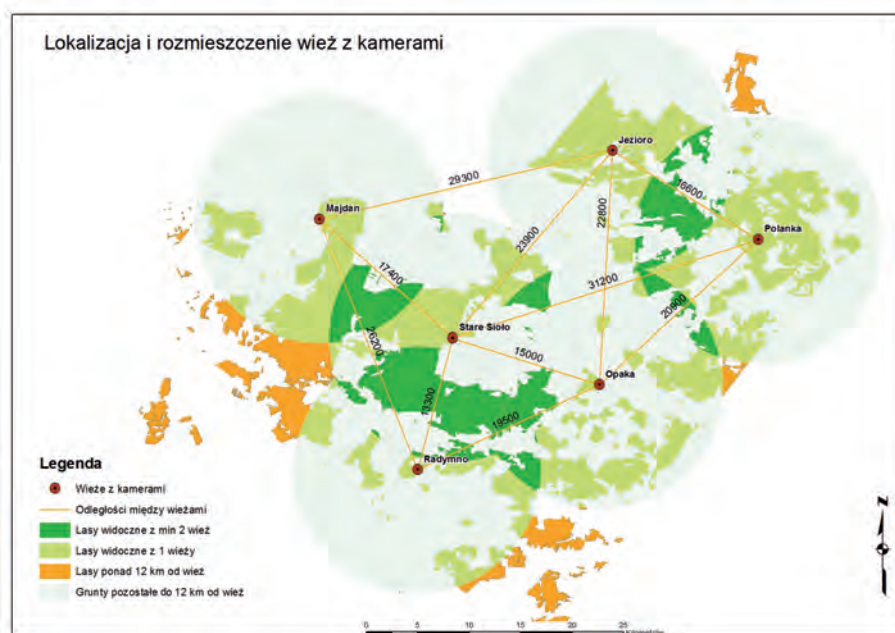 Lokalizacja i rozmieszczenie wież z kamerami
Jezioro
29300
16600
Majdan
22800
Polanka
23900
17400
31200
20900
Stare Sioło
26200
15000
Opaka
13300
19500
Radymno
Legenda
Wieże z kamerami
Odległości między wieżami
Lasy widoczne z min 2 wież
Lasy widoczne z 1 wieży
Lasy ponad 12 km od wież
Grunty pozostałe do 12 km od wież
N
0 5 10 15 20 25